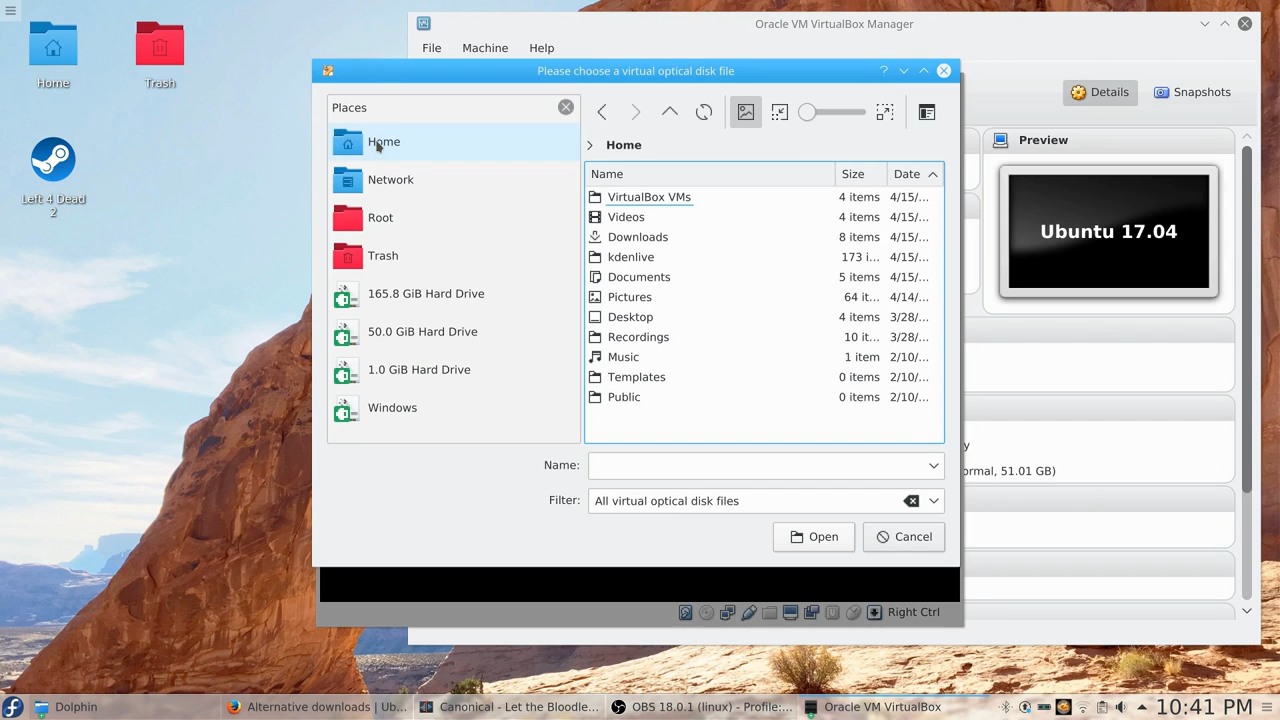 Home
Trash
Left 4 Dead
2
Oracle VM VirtualBox Manager
File Machine Help
Details
Snapshots
Preview
Ubuntu 17.04
ormal, 51.01 GB)
Please choose a virtual optical disk file
Places
Home
Network
Root
Trash
165.8 GiB Hard Drive
50.0 GiB Hard Drive
1.0 GiB Hard Drive
Windows
Home
Name Size Date
VirtualBox VMs 4 items 4/15/...
Videos 4 items 4/15/...
Downloads 8 items 4/15/...
kdenlive 173 i... 4/15/...
Documents 5 items 4/15/...
Pictures 64 it... 4/14/...
Desktop 4 items 3/28/...
Recordings 10 it... 3/28/...
Music 1 item 2/10/...
Templates 0 items 2/10/...
Public 0 items 2/10/...
Name:
Filter: All virtual optical disk files
Open Cancel
Right Ctrl
Dolphin
Alternative downloads | Ub...
Canonical - Let the Bloodle...
OBS 18.0.1 (linux) - Profile:...
Oracle VM VirtualBox
10:41 PM